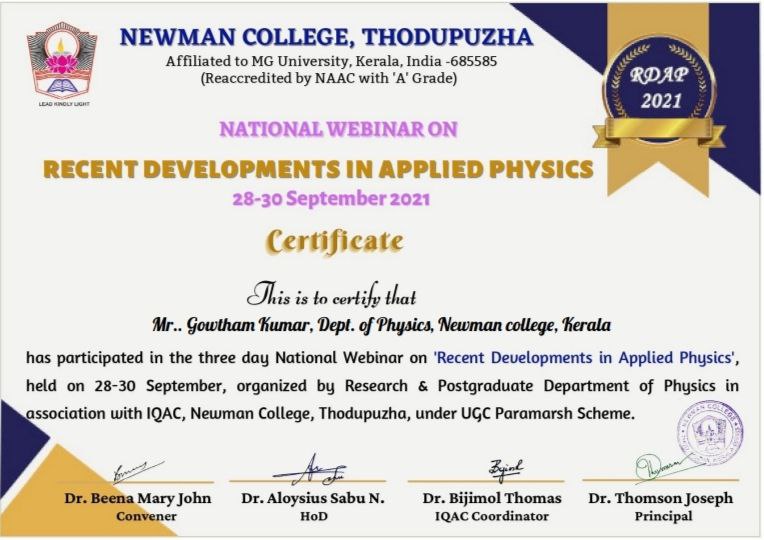 NEWMAN COLLEGE, THODUPUZHA
Affiliated to MG University, Kerala, India -685585
(Reaccredited by NAAC with 'A' Grade)
LEAD KINDLY LIGHT
RDAP
2021
NATIONAL WEBINAR ON
RECENT DEVELOPMENTS IN APPLIED PHYSICS
28-30 September 2021
Certificate
This is to certify that
Mr.. Gowtham Kumar, Dept. of Physics, Newman college, Kerala
has participated in the three day National Webinar on 'Recent Developments in Applied Physics',
held on 28-30 September, organized by Research & Postgraduate Department of Physics in
association with IQAC, Newman College, Thodupuzha, under UGC Paramarsh Scheme.
NEWMAN COLLEGE
Dr. Beena Mary John
Convener
Dr. Aloysius Sabu N.
HoD
Dr. Bijimol Thomas
IQAC Coordinator
Dr. Thomson Joseph
Principal